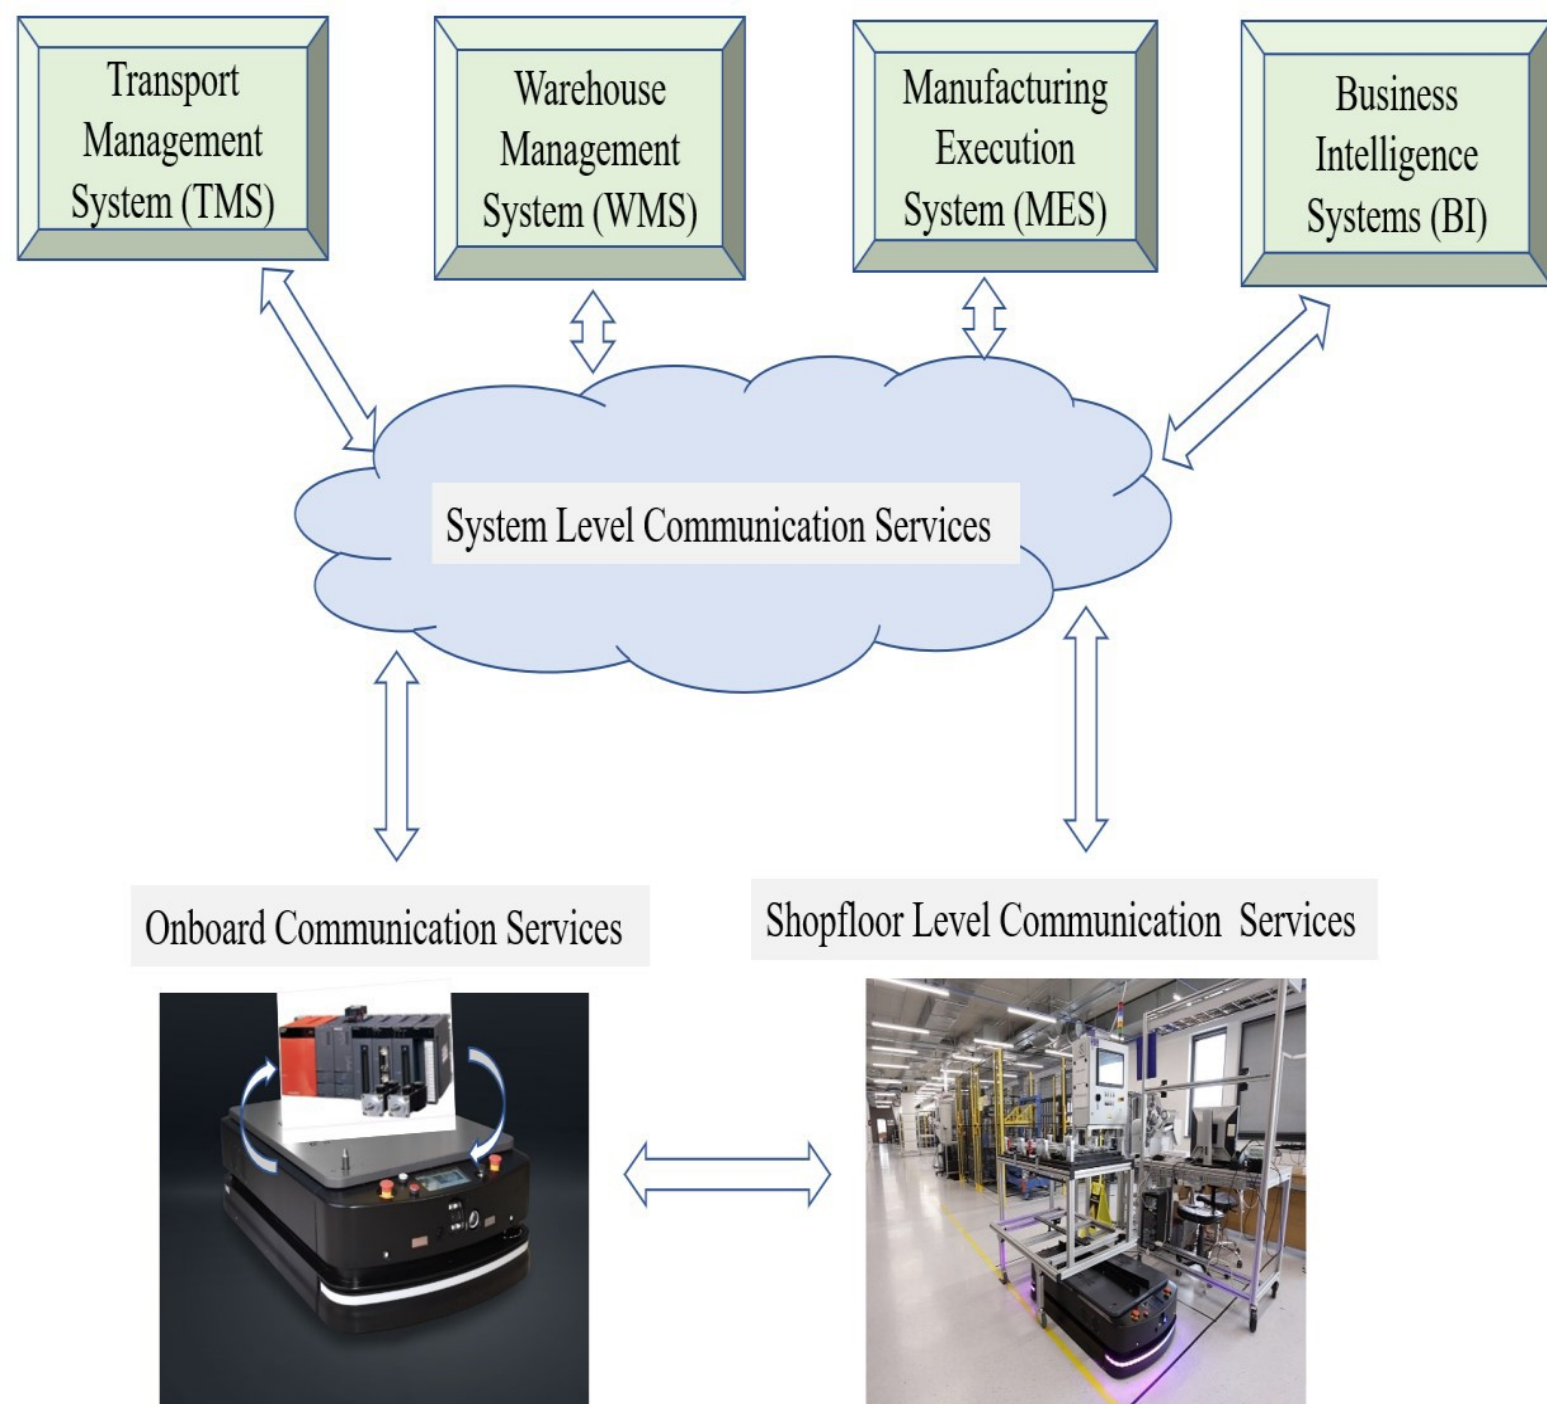 Transport
Management
System (TMS)
Warehouse
Management
System (WMS)
Manufacturing
Execution
System (MES)
Business
Intelligence
Systems (BI)
System Level Communication Services
Onboard Communication Services
Shopfloor Level Communication Services